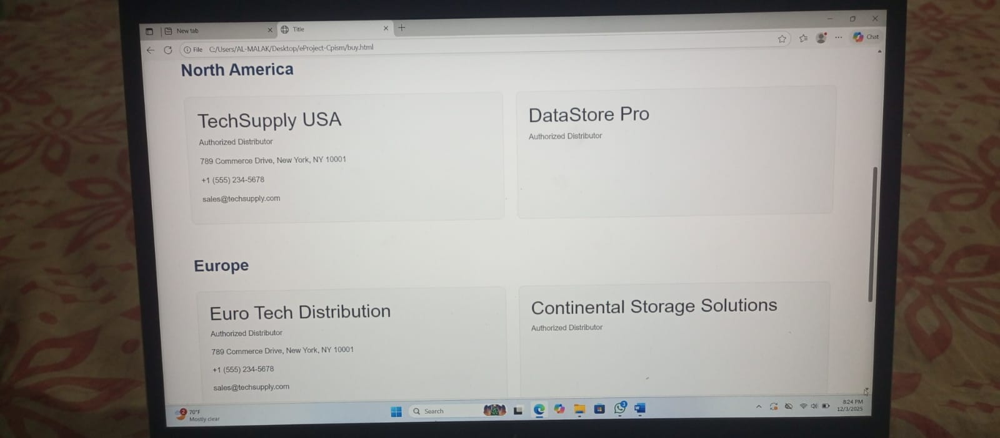 New tab
Title
File C:/Users/AL-MALAK/Desktop/eProject-Cpism/buy.html
Chat
North America
TechSupply USA
Authorized Distributor
789 Commerce Drive, New York, NY 10001
+1 (555) 234-5678
sales@techsupply.com
DataStore Pro
Authorized Distributor
Europe
Euro Tech Distribution
Authorized Distributor
789 Commerce Drive, New York, NY 10001
+1 (555) 234-5678
sales@techsupply.com
Continental Storage Solutions
Authorized Distributor
2
70°F
Mostly clear
Search
3
8:24 PM
12/3/2025